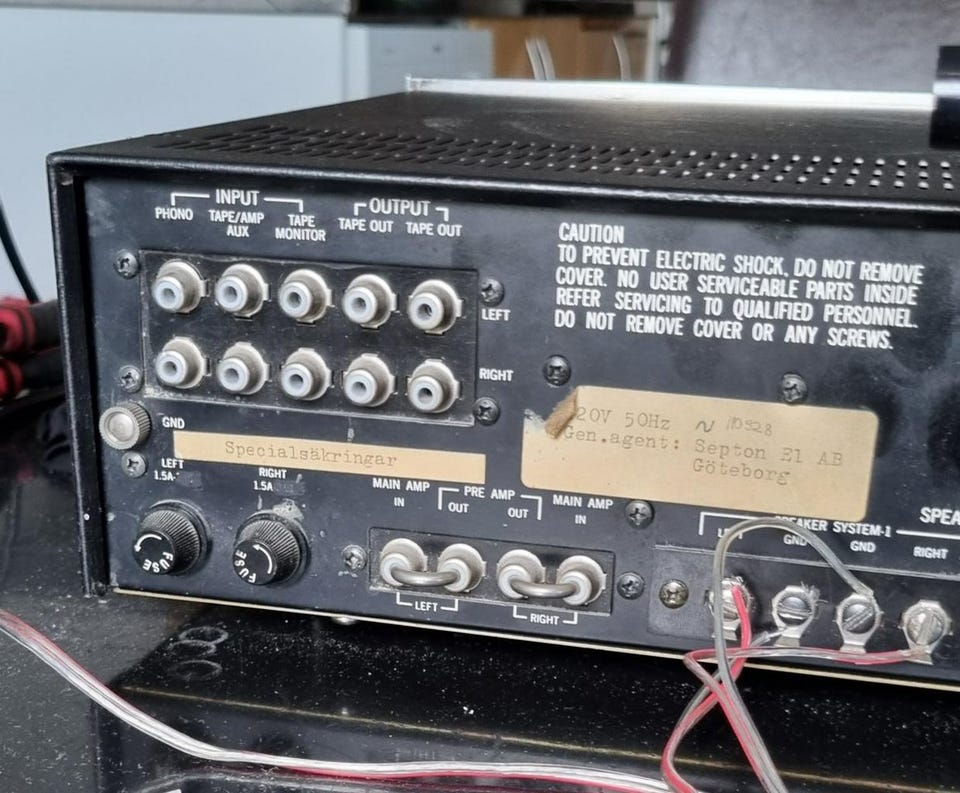 INPUT
PHONO
TAPE/AMP
AUX
TAPE
MONITOR
OUTPUT
TAPE OUT TAPE OUT
LEFT
RIGHT
CAUTION
TO PREVENT ELECTRIC SHOCK, DO NOT REMOVE
COVER. NO USER SERVICEABLE PARTS INSIDE
REFER SERVICING TO QUALIFIED PERSONNEL.
DO NOT REMOVE COVER OR ANY SCREWS.
GND
Specialsäkringar
20V 50Hz ~
Gen.agent: Septon El AB
Göteborg
LEFT
1.5A
RIGHT
1.5A
FUSE
FUSE
MAIN AMP
IN
PRE AMP
OUT OUT
MAIN AMP
IN
LEFT
RIGHT
SPEAKER SYSTEM-1
GND
GND
RIGHT